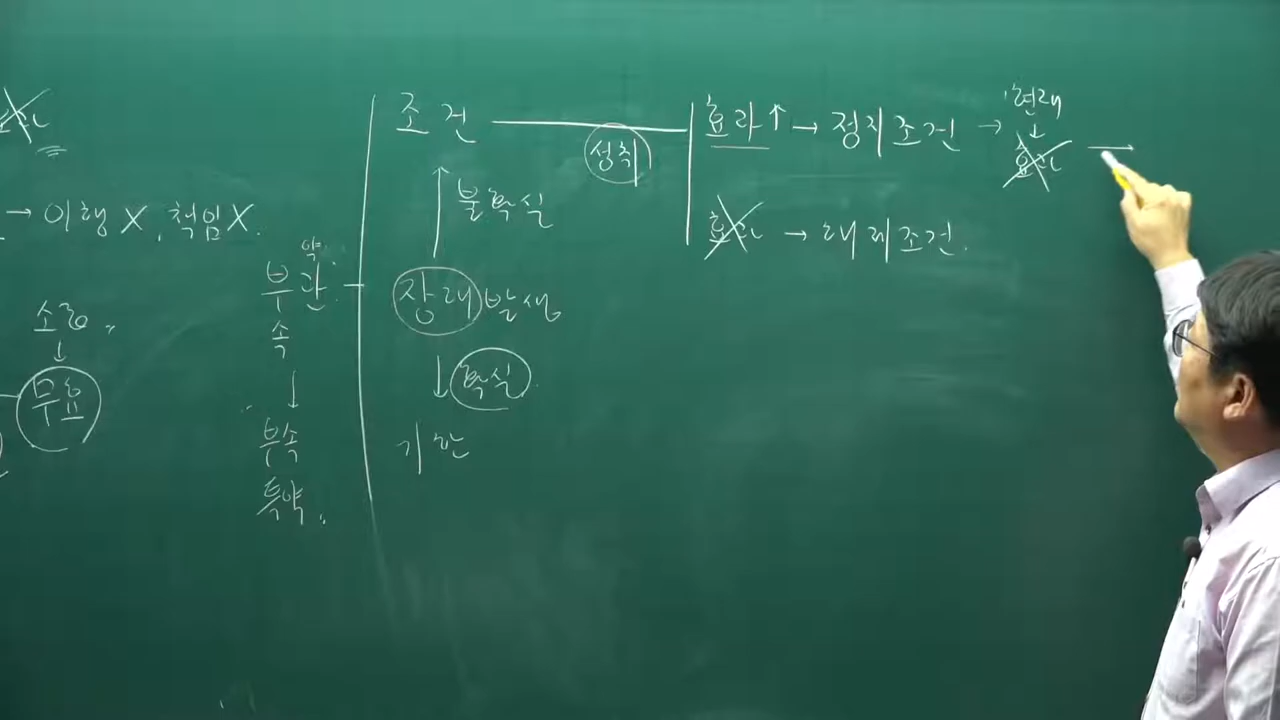 조건
성취
효과↑ → 정지조건 →
현재
↓
효과
→
불확실
효과 → 해제조건.
→ 이행 X, 책임 X.
약
부관
장래 발생
소송.
↓
무효
속
↓
확실.
부속
특약.
기한